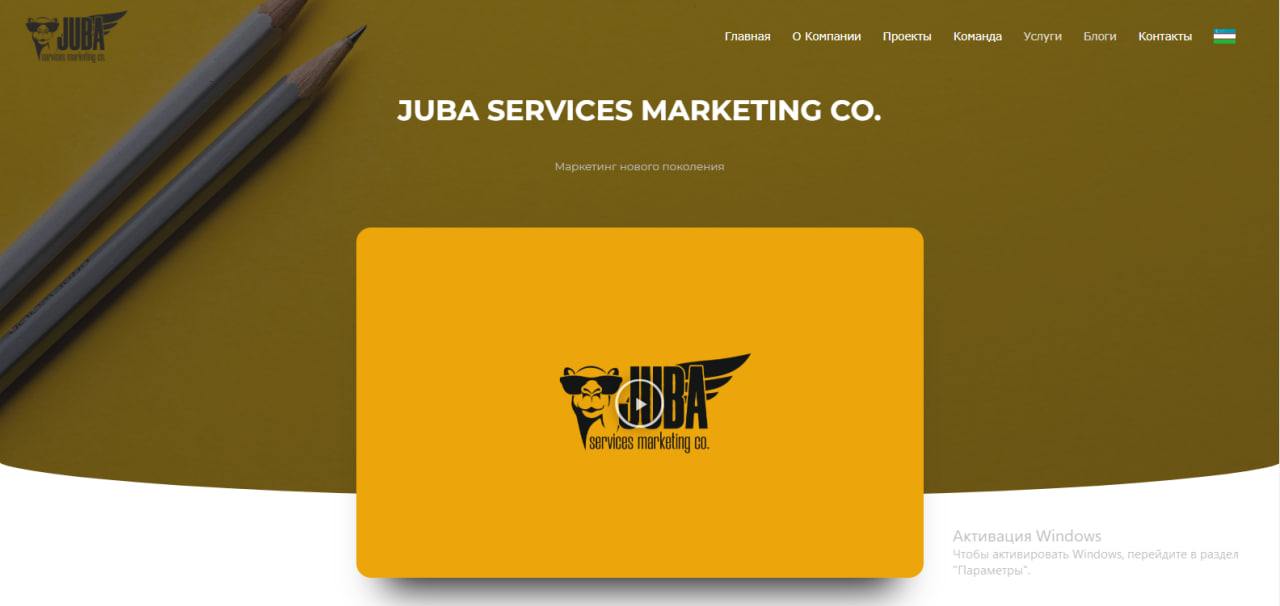 JUBA
services marketing co.
Главная О Компании Проекты Команда Услуги Блоги Контакты
JUBA SERVICES MARKETING CO.
Маркетинг нового поколения
JUBA
services marketing co.
Активация Windows
Чтобы активировать Windows, перейдите в раздел
"Параметры".